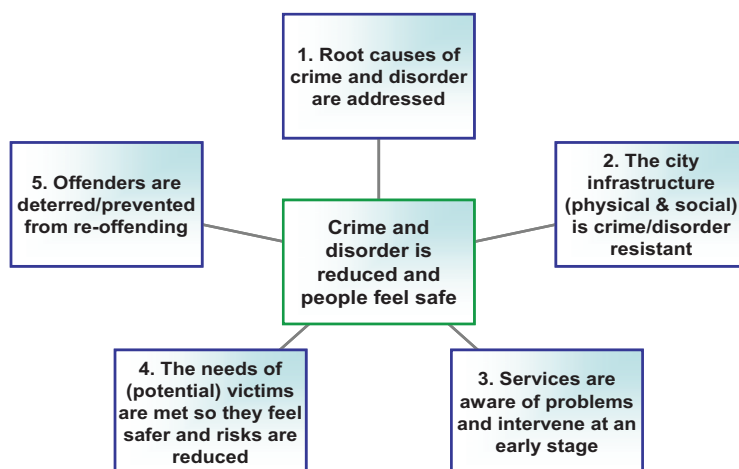 1. Root causes of
crime and disorder
are addressed
2. The city
infrastructure
(physical & social)
is crime/disorder
resistant
5. Offenders are
deterred/prevented
from re-offending
Crime and
disorder is
reduced and
people feel safe
4. The needs of
(potential) victims
are met so they feel
safer and risks are
reduced
3. Services are
aware of problems
and intervene at an
early stage